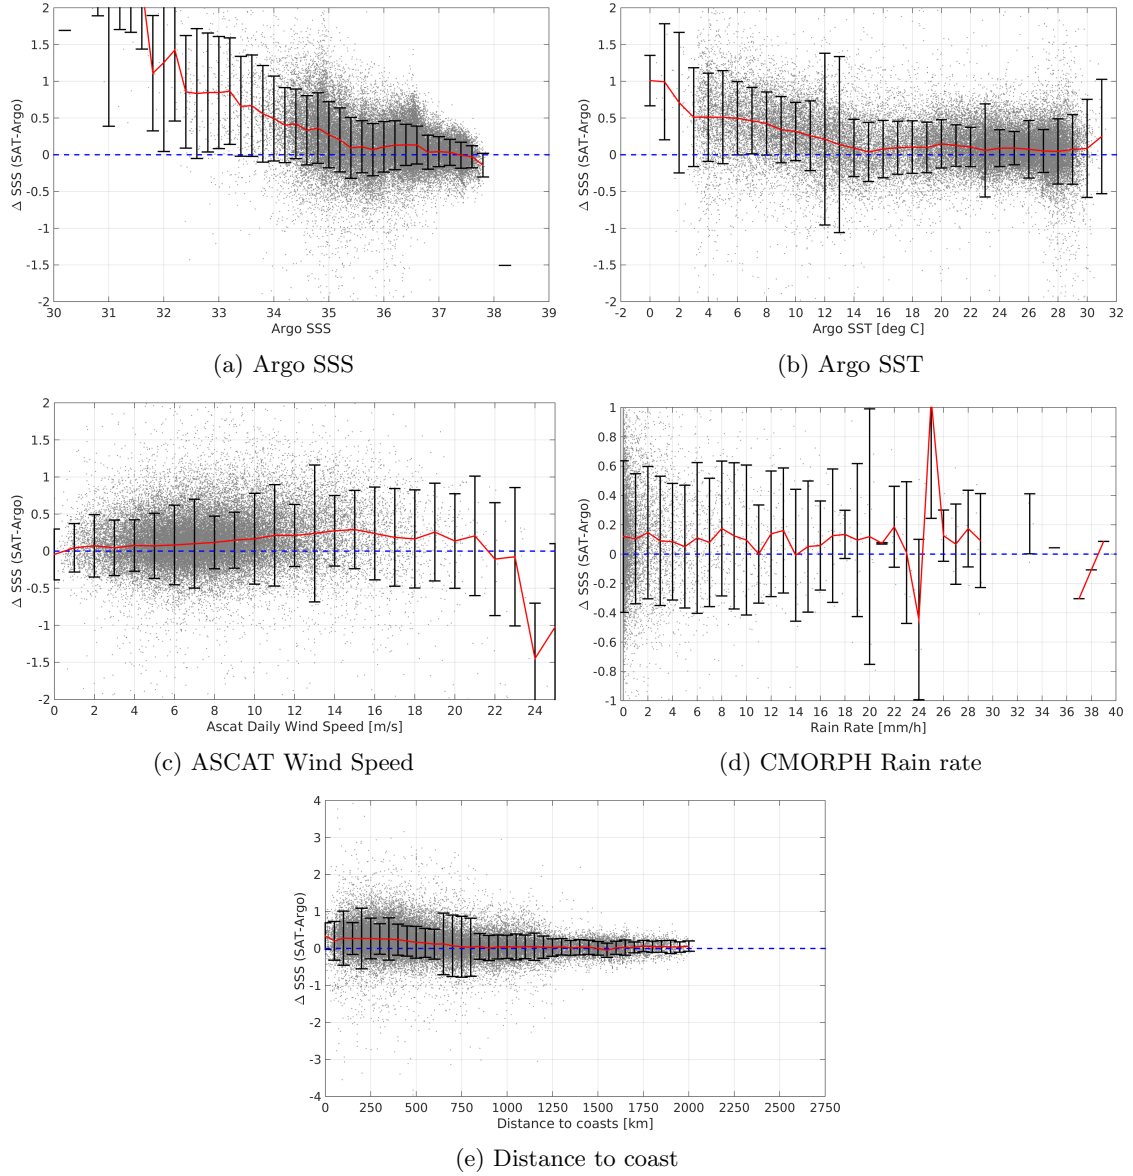 2
1.5
1
0.5
0
-0.5
-1
-1.5
-2
Δ SSS (SAT-Argo)
30 31 32 33 34 35 36 37 38 39
Argo SSS
(a) Argo SSS
2
1.5
1
0.5
0
-0.5
-1
-1.5
-2
Δ SSS (SAT-Argo)
-2 0 2 4 6 8 10 12 14 16 18 20 22 24 26 28 30 32
Argo SST [deg C]
(b) Argo SST
2
1.5
1
0.5
0
-0.5
-1
-1.5
-2
Δ SSS (SAT-Argo)
0 2 4 6 8 10 12 14 16 18 20 22 24
Ascat Daily Wind Speed [m/s]
(c) ASCAT Wind Speed
1
0.8
0.6
0.4
0.2
0
-0.2
-0.4
-0.6
-0.8
-1
Δ SSS (SAT-Argo)
0 2 4 6 8 10 12 14 16 18 20 22 24 26 28 30 32 34 36 38 40
Rain Rate [mm/h]
(d) CMORPH Rain rate
4
3
2
1
0
-1
-2
-3
-4
Δ SSS (SAT-Argo)
0 250 500 750 1000 1250 1500 1750 2000 2250 2500 2750
Distance to coasts [km]
(e) Distance to coast